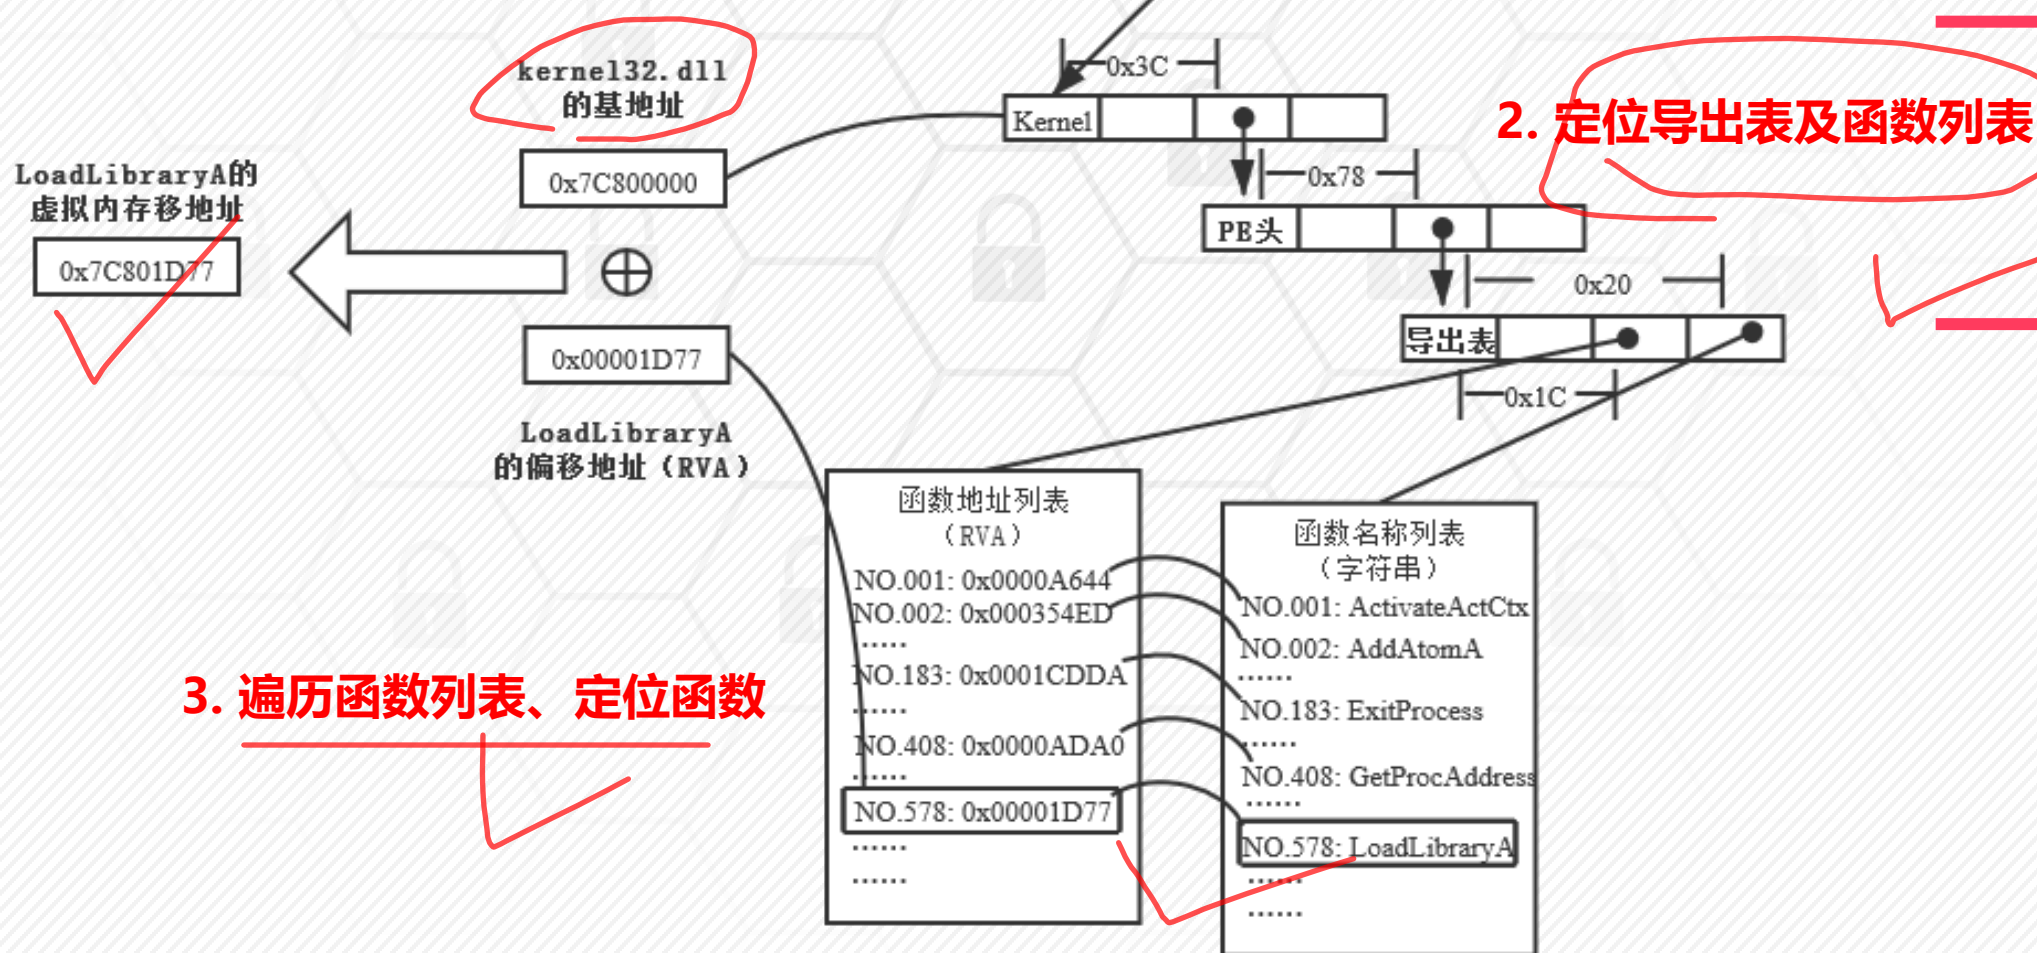 kernel32.dll
的基地址
0x7C800000
LoadLibraryA的
虚拟内存移地址
0x7C801D77
0x00001D77
LoadLibraryA
的偏移地址（RVA）
0x3C
Kernel
2. 定位导出表及函数列表
0x78
PE头
0x20
导出表
0x1C
3. 遍历函数列表、定位函数
函数地址列表
（RVA）
NO.001: 0x0000A644
NO.002: 0x000354ED
......
NO.183: 0x0001CDDA
......
NO.408: 0x0000ADA0
......
NO.578: 0x00001D77
......
......
函数名称列表
（字符串）
NO.001: ActivateActCtx
NO.002: AddAtomA
......
NO.183: ExitProcess
......
NO.408: GetProcAddress
......
NO.578: LoadLibraryA
......
......